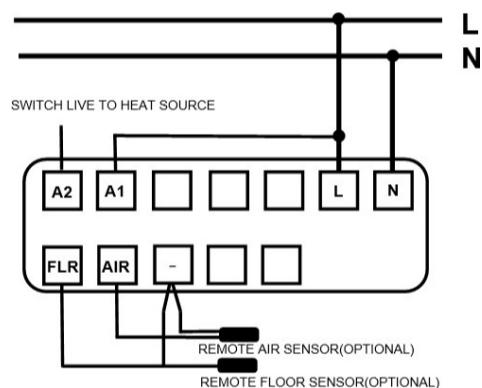 L
N
SWITCH LIVE TO HEAT SOURCE
A2 A1 L N
FLR AIR –
REMOTE AIR SENSOR(OPTIONAL)
REMOTE FLOOR SENSOR(OPTIONAL)